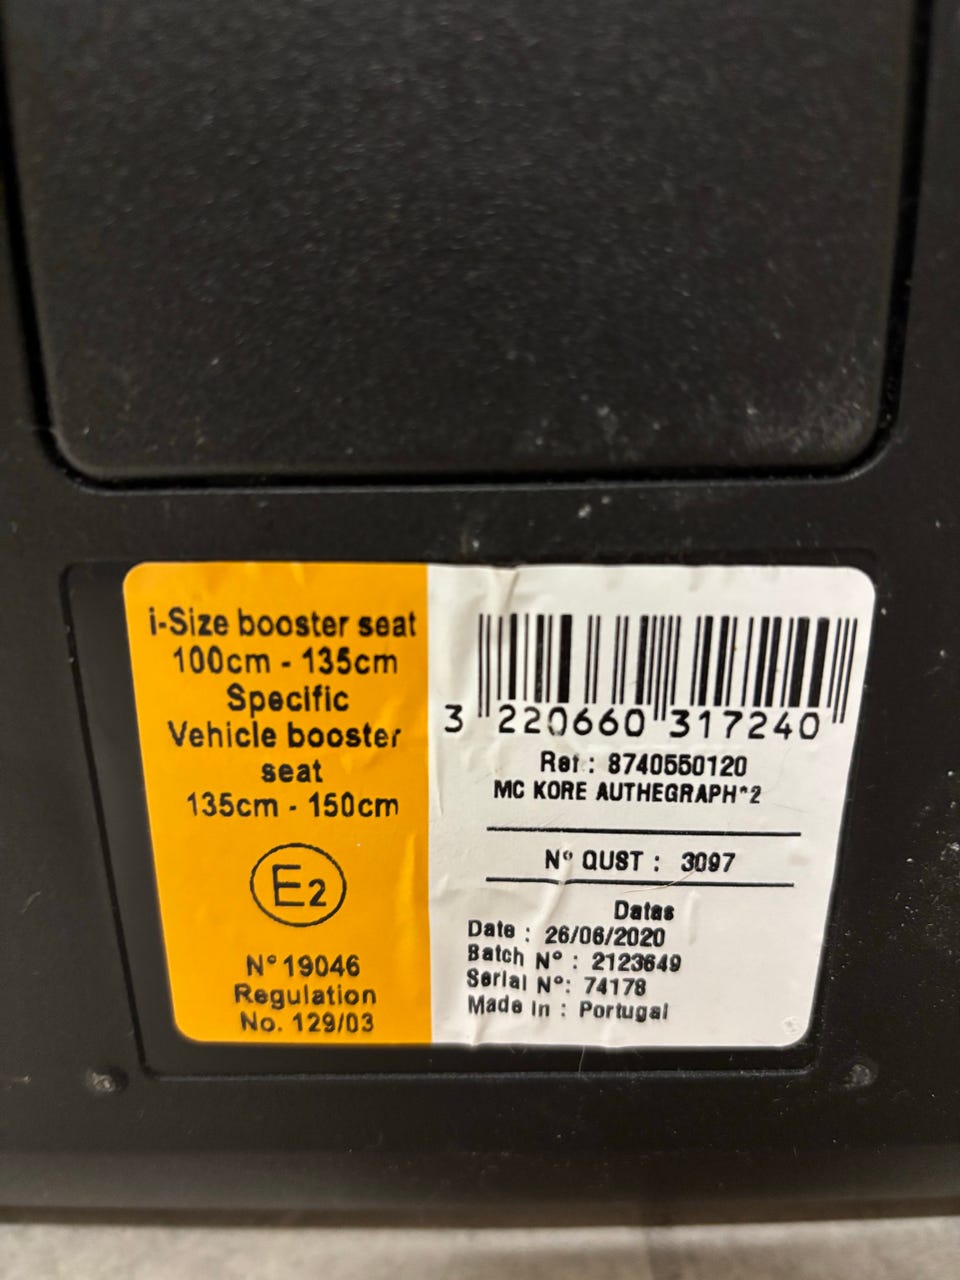 i-Size booster seat
100cm - 135cm
Specific
Vehicle booster
seat
135cm - 150cm
E2
N° 19046
Regulation
No. 129/03
3 220660 317240
Ref : 8740550120
MC KORE AUTHEGRAPH*2
N° QUST : 3097
Datas
Date : 26/06/2020
Batch N° : 2123649
Serial N°: 74178
Made In : Portugal